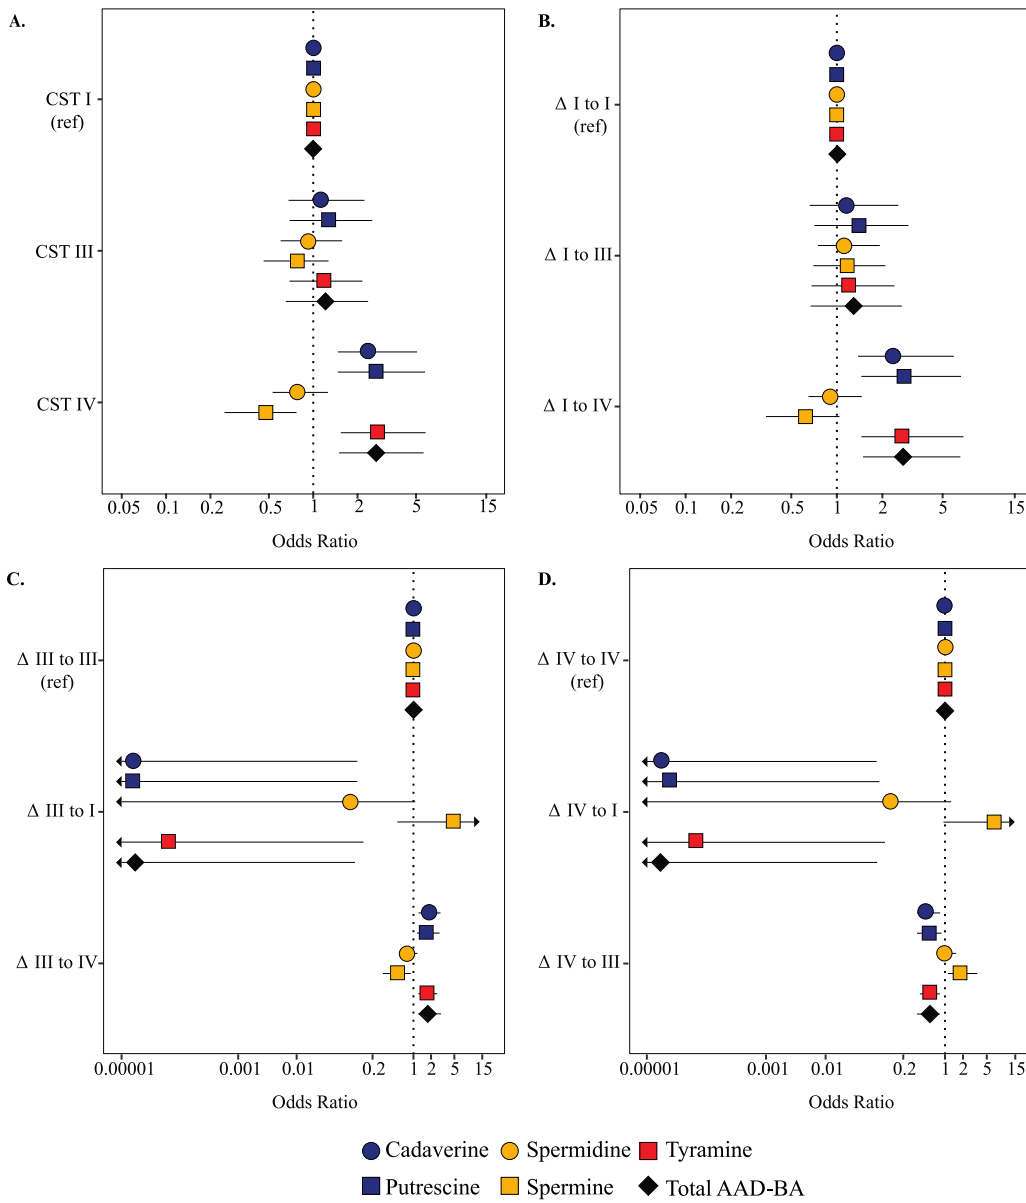 A.
CST I
(ref)
CST III
CST IV
0.05 0.1 0.2 0.5 1 2 5 15
Odds Ratio
B.
Δ I to I
(ref)
Δ I to III
Δ I to IV
0.05 0.1 0.2 0.5 1 2 5 15
Odds Ratio
C.
Δ III to III
(ref)
Δ III to I
Δ III to IV
0.00001 0.001 0.01 0.2 1 2 5 15
Odds Ratio
D.
Δ IV to IV
(ref)
Δ IV to I
Δ IV to III
0.00001 0.001 0.01 0.2 1 2 5 15
Odds Ratio
Cadaverine Spermidine Tyramine
Putrescine Spermine Total AAD-BA